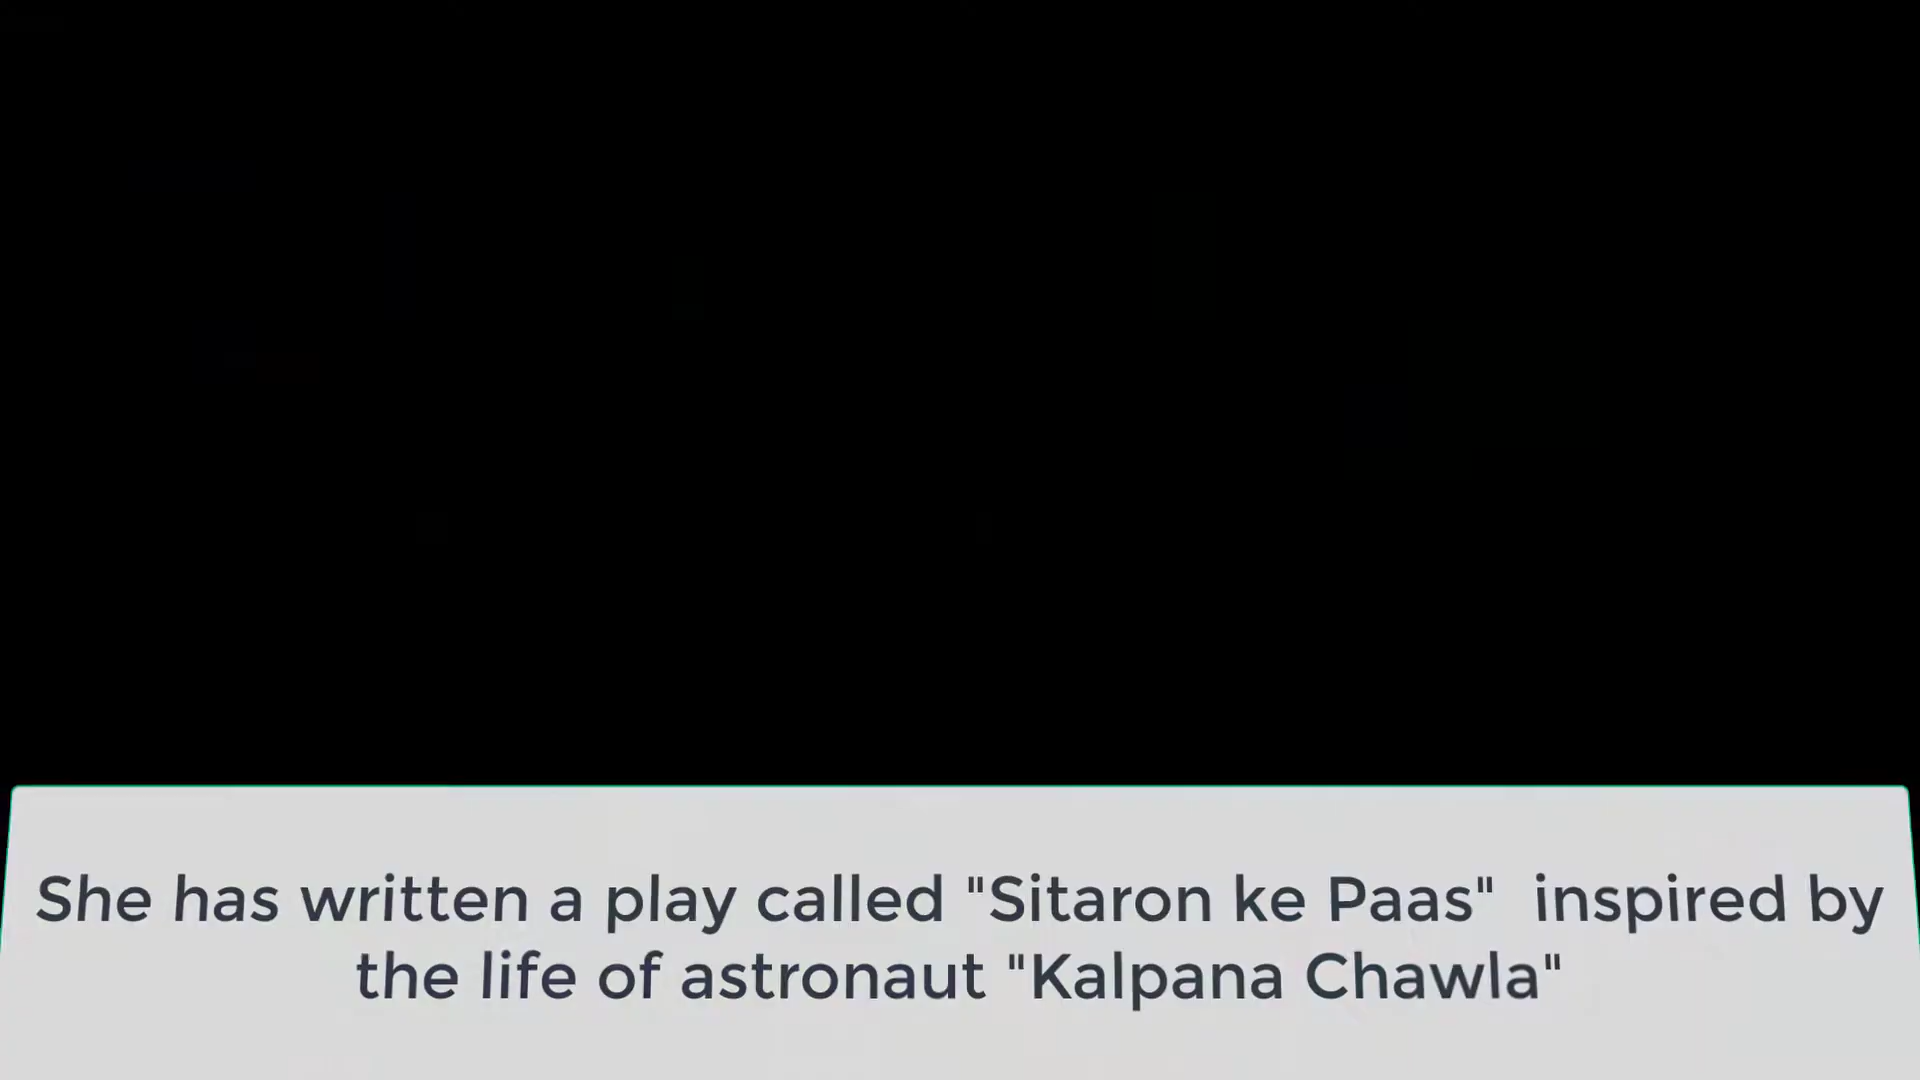 She has written a play called "Sitaron ke Paas"  inspired by
the life of astronaut "Kalpana Chawla"